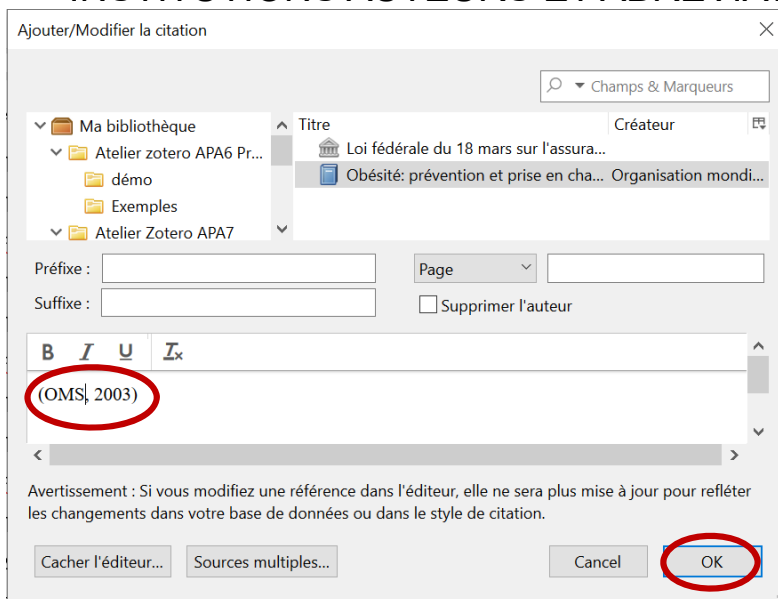 Ajouter/Modifier la citation
Champs & Marqueurs
Ma bibliothèque
Atelier zotero APA6 Pr...
démo
Exemples
Atelier Zotero APA7
Titre Créateur
Loi fédérale du 18 mars sur l'assura...
Obésité: prévention et prise en cha... Organisation mondi...
Préfixe :
Page
Suffixe :
Supprimer l'auteur
B I U Tx
(OMS, 2003)
Avertissement : Si vous modifiez une référence dans l'éditeur, elle ne sera plus mise à jour pour refléter
les changements dans votre base de données ou dans le style de citation.
Cacher l'éditeur... Sources multiples... Cancel OK